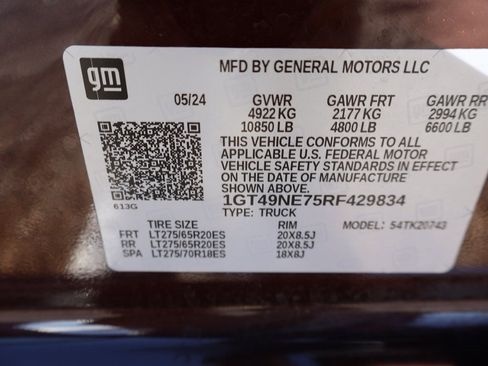 gm
MFD BY GENERAL MOTORS LLC
05/24 GVWR GAWR FRT GAWR RR
4922 KG 2177 KG 2994 KG
10850 LB 4800 LB 6600 LB
THIS VEHICLE CONFORMS TO ALL
APPLICABLE U.S. FEDERAL MOTOR
VEHICLE SAFETY STANDARDS IN EFFECT
ON THE DATE OF MANUFACTURE
SHOWN ABOVE.
613G 1GT49NE75RF429834
TYPE: TRUCK MODEL: 54TK20743
TIRE SIZE RIM
FRT LT275/65R20ES 20X8.5J
RR LT275/65R20ES 20X8.5J
SPA LT275/70R18ES 18X8J